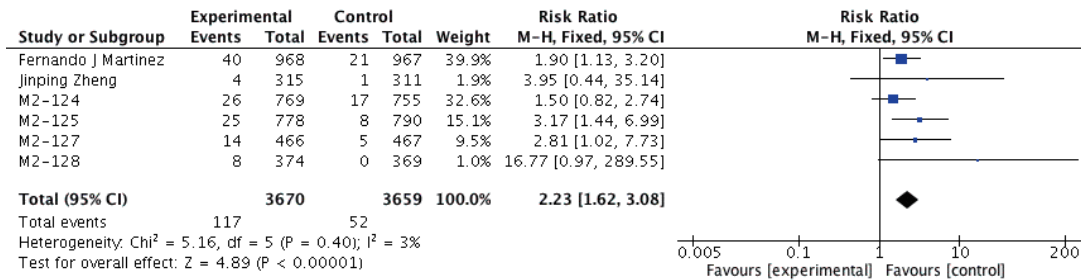 Experimental Control Risk Ratio Risk Ratio
Study or Subgroup Events Total Events Total Weight M-H, Fixed, 95% CI M-H, Fixed, 95% CI
Fernando J Martinez 40 968 21 967 39.9% 1.90 [1.13, 3.20]
Jinping Zheng 4 315 1 311 1.9% 3.95 [0.44, 35.14]
M2-124 26 769 17 755 32.6% 1.50 [0.82, 2.74]
M2-125 25 778 8 790 15.1% 3.17 [1.44, 6.99]
M2-127 14 466 5 467 9.5% 2.81 [1.02, 7.73]
M2-128 8 374 0 369 1.0% 16.77 [0.97, 289.55]
Total (95% CI) 3670 3659 100.0% 2.23 [1.62, 3.08]
Total events 117 52
Heterogeneity: Chi² = 5.16, df = 5 (P = 0.40); I² = 3%
Test for overall effect: Z = 4.89 (P < 0.00001)
0.005 0.1 1 10 200
Favours [experimental] Favours [control]